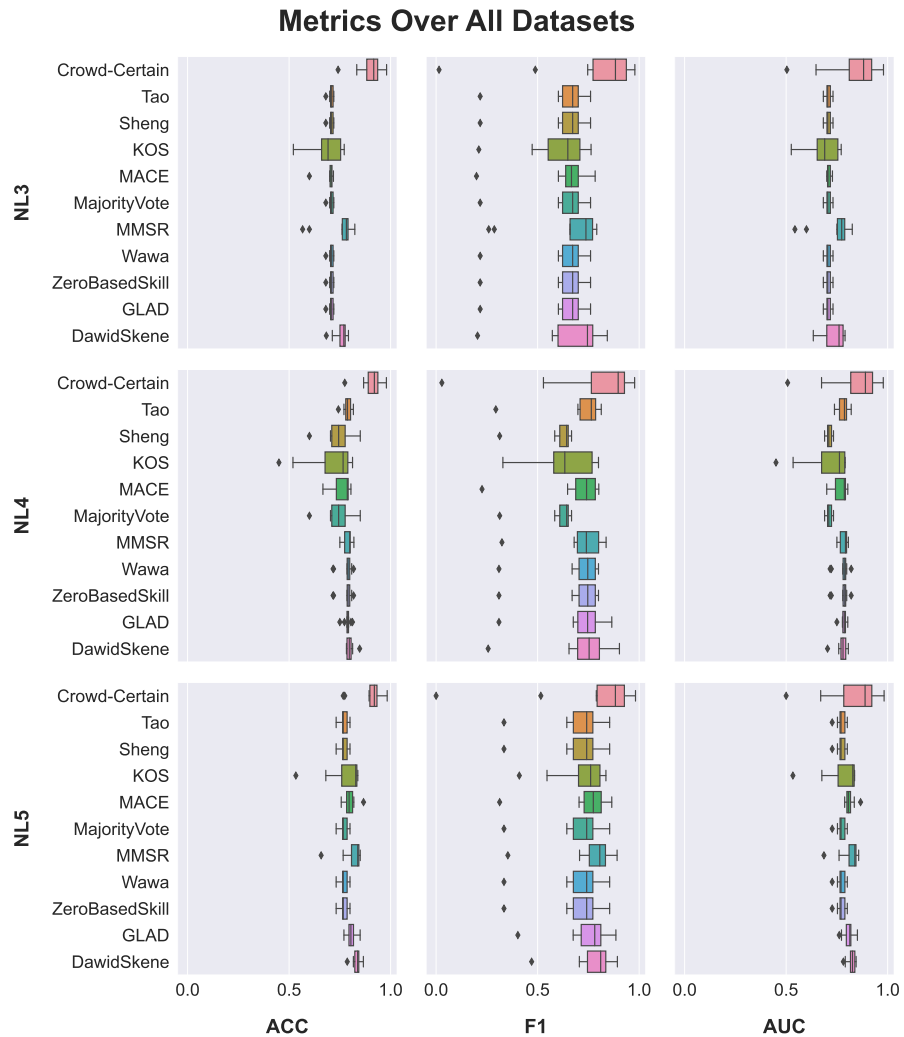 Metrics Over All Datasets
NL3
Crowd-Certain
Tao
Sheng
KOS
MACE
MajorityVote
MMSR
Wawa
ZeroBasedSkill
GLAD
DawidSkene
NL4
Crowd-Certain
Tao
Sheng
KOS
MACE
MajorityVote
MMSR
Wawa
ZeroBasedSkill
GLAD
DawidSkene
NL5
Crowd-Certain
Tao
Sheng
KOS
MACE
MajorityVote
MMSR
Wawa
ZeroBasedSkill
GLAD
DawidSkene
0.0 0.5 1.0 0.0 0.5 1.0 0.0 0.5 1.0
ACC F1 AUC